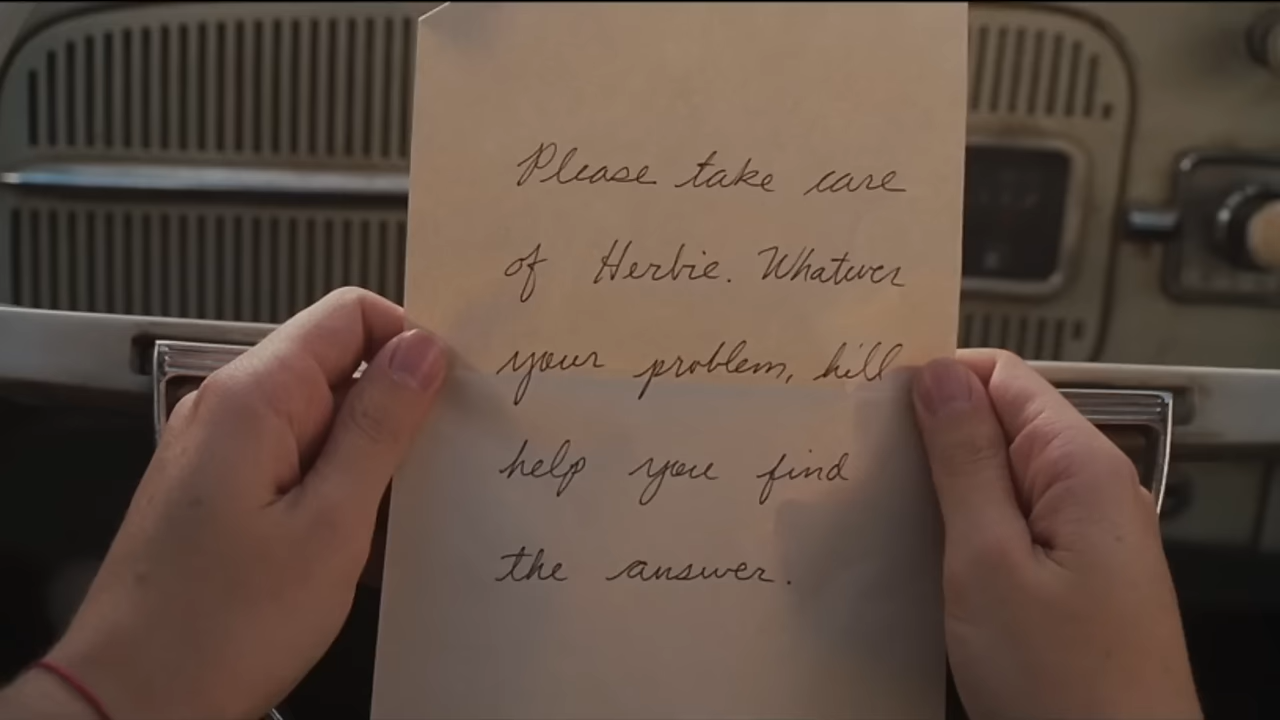 Please take care
of Herbie. Whatever
your problem, he'll
help you find
the answer.